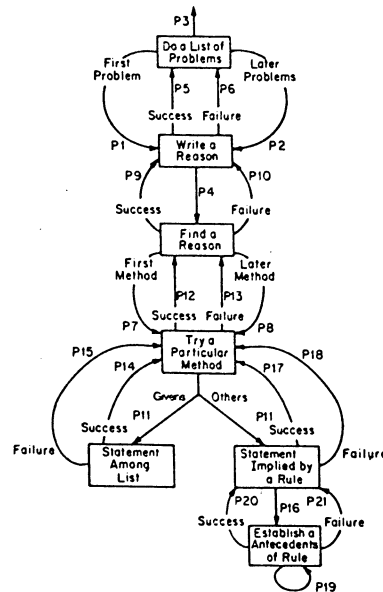 P3
Do a List of
Problems
First
Problem
Later
Problems
P5
P6
Success
Failure
P1
P2
Write a
Reason
P9
P10
P4
Success
Failure
Find a
Reason
First
Method
Later
Method
P12
P13
Success
Failure
P7
P8
Try a
Particular
Method
P15
P14
P17
P18
Givens
Others
P11
P11
Success
Success
Failure
Failure
Statement
Among
List
Statement
Implied by
a Rule
P20
P16
P21
Success
Failure
Establish a
Antecedents
of Rule
P19